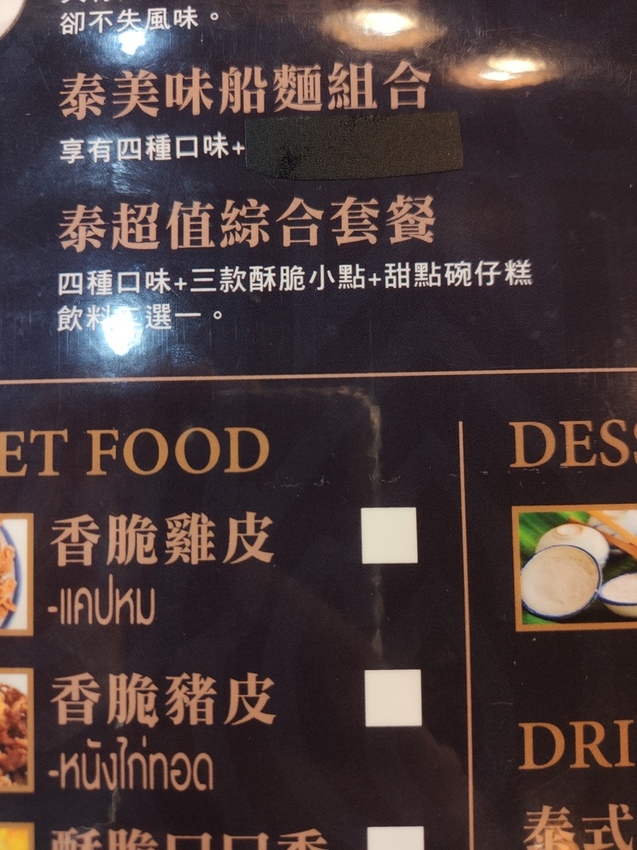 卻不失風味。
泰美味船麵組合
享有四種口味+
泰超值綜合套餐
四種口味+三款酥脆小點+甜點碗仔糕
飲料 選一。
ET FOOD
香脆雞皮
-แคปหม
香脆豬皮
-หนังไก่ทอด
DESS
DRI
泰式